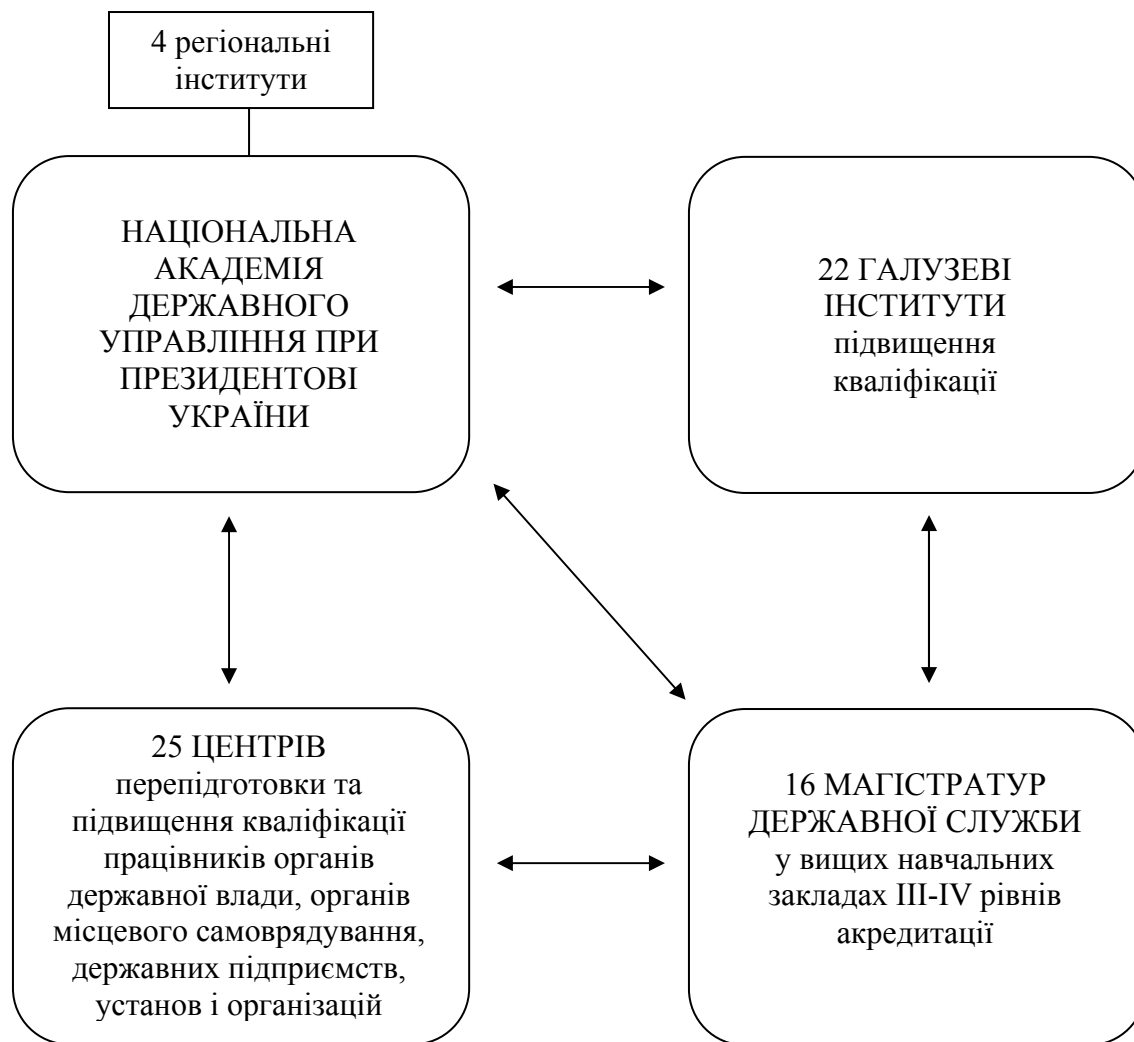 4 регіональні
інститути
НАЦІОНАЛЬНА
АКАДЕМІЯ
ДЕРЖАВНОГО
УПРАВЛІННЯ ПРИ
ПРЕЗИДЕНТОВІ
УКРАЇНИ
22 ГАЛУЗЕВІ
ІНСТИТУТИ
підвищення
кваліфікації
25 ЦЕНТРІВ
перепідготовки та
підвищення кваліфікації
працівників органів
державної влади, органів
місцевого самоврядування,
державних підприємств,
установ і організацій
16 МАГІСТРАТУР
ДЕРЖАВНОЇ СЛУЖБИ
у вищих навчальних
закладах ІІІ-ІV рівнів
акредитації